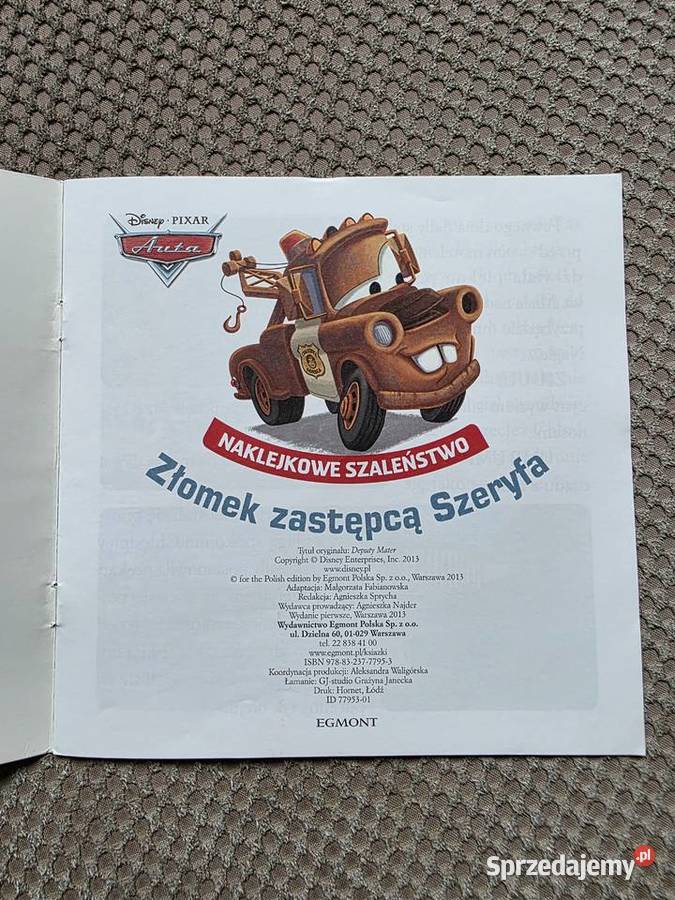 Disney · PIXAR
Auta
NAKLEJKOWE SZALEŃSTWO
Złomek zastępcą Szeryfa
Tytuł oryginału: Deputy Mater
Copyright © Disney Enterprises, Inc. 2013
www.disney.pl
© for the Polish edition by Egmont Polska Sp. z o.o., Warszawa 2013
Adaptacja: Małgorzata Fabianowska
Redakcja: Agnieszka Sprycha
Wydawca prowadzący: Agnieszka Najder
Wydanie pierwsze, Warszawa 2013
Wydawnictwo Egmont Polska Sp. z o.o.
ul. Dzielna 60, 01-029 Warszawa
tel. 22 838 41 00
www.egmont.pl/ksiazki
ISBN 978-83-237-7795-3
Koordynacja produkcji: Aleksandra Waligórska
Łamanie: GJ-studio Grażyna Janecka
Druk: Hornet, Łódź
ID 77953-01
EGMONT
Sprzedajemy.pl